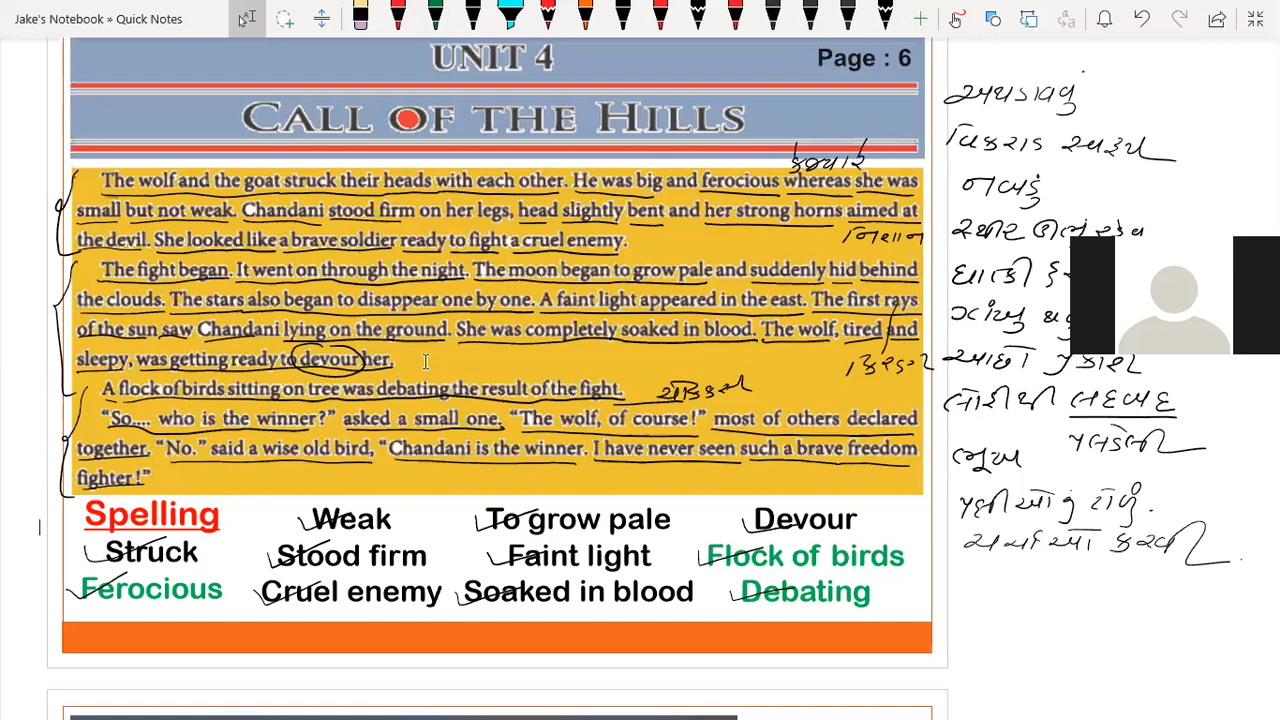 Jake's Notebook » Quick Notes
UNIT 4
Page : 6
CALL OF THE HILLS
The wolf and the goat struck their heads with each other. He was big and ferocious whereas she was
small but not weak. Chandani stood firm on her legs, head slightly bent and her strong horns aimed at
the devil. She looked like a brave soldier ready to fight a cruel enemy.
The fight began. It went on through the night. The moon began to grow pale and suddenly hid behind
the clouds. The stars also began to disappear one by one. A faint light appeared in the east. The first rays
of the sun saw Chandani lying on the ground. She was completely soaked in blood. The wolf, tired and
sleepy, was getting ready to devour her.
A flock of birds sitting on tree was debating the result of the fight.
“So.... who is the winner?” asked a small one. “The wolf, of course!” most of others declared
together. “No.” said a wise old bird, “Chandani is the winner. I have never seen such a brave freedom
fighter!”
Spelling
Weak
To grow pale
Devour
Struck
Stood firm
Faint light
Flock of birds
Ferocious
Cruel enemy
Soaked in blood
Debating
નિશાન
અથડાવવું
વિકરાળ સ્વરૂપ
નબળું
લોહીથી લદબદ
પક્ષીઓનું ટોળું.